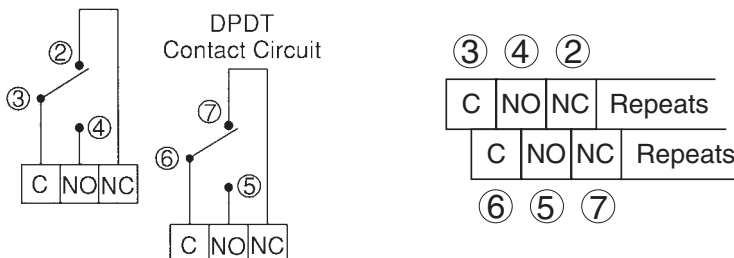 DPDT
Contact Circuit
②
③
④
C NO NC
⑦
⑥
⑤
C NO NC
③ ④ ②
C NO NC Repeats
C NO NC Repeats
⑥ ⑤ ⑦